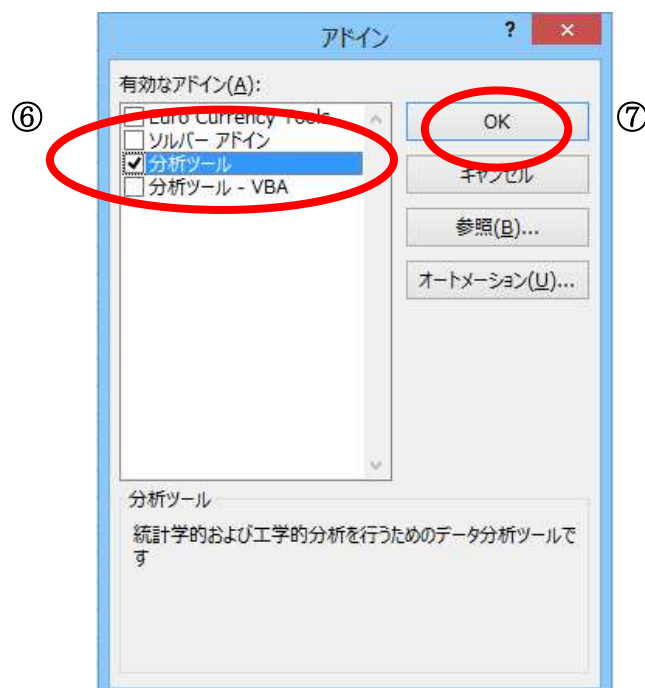 アドイン
?
×
有効なアドイン(A):
⑥
Euro Currency Tools
ソルバー アドイン
分析ツール
分析ツール - VBA
OK
⑦
キャンセル
参照(B)...
オートメーション(U)...
分析ツール
統計学的および工学的分析を行うためのデータ分析ツールで
す